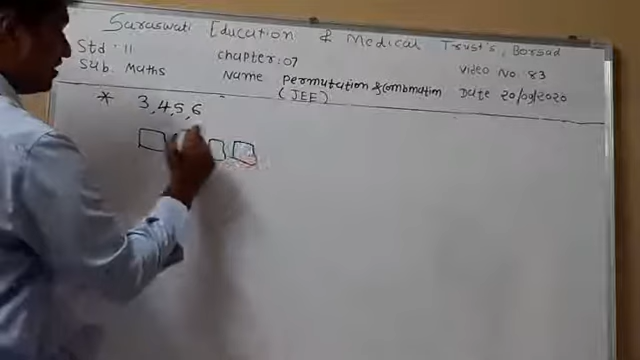 Saraswati Education & Medical Trust's, Borsad
Std : 11 chapter : 07 Video No : 83
Sub. Maths Name Permutation & Combination Date 20/09/2020
(JEE)
* 3,4,5,6